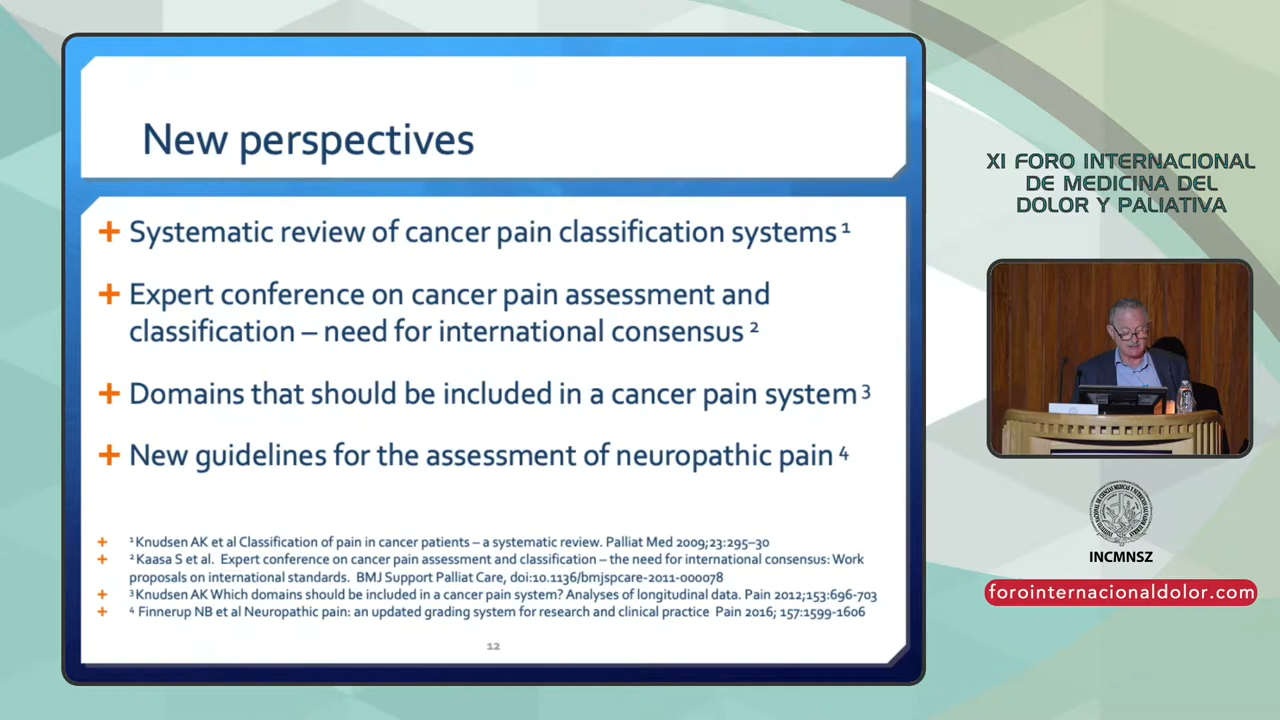 New perspectives
+ Systematic review of cancer pain classification systems ¹
+ Expert conference on cancer pain assessment and
classification – need for international consensus ²
+ Domains that should be included in a cancer pain system ³
+ New guidelines for the assessment of neuropathic pain ⁴
+ ¹ Knudsen AK et al Classification of pain in cancer patients – a systematic review. Palliat Med 2009;23:295–30
+ ² Kaasa S et al. Expert conference on cancer pain assessment and classification – the need for international consensus: Work
proposals on international standards. BMJ Support Palliat Care, doi:10.1136/bmjspcare-2011-000078
+ ³ Knudsen AK Which domains should be included in a cancer pain system? Analyses of longitudinal data. Pain 2012;153:696-703
+ ⁴ Finnerup NB et al Neuropathic pain: an updated grading system for research and clinical practice Pain 2016; 157:1599-1606
12
XI FORO INTERNACIONAL
DE MEDICINA DEL
DOLOR Y PALIATIVA
INCMNSZ
forointernacionaldolor.com